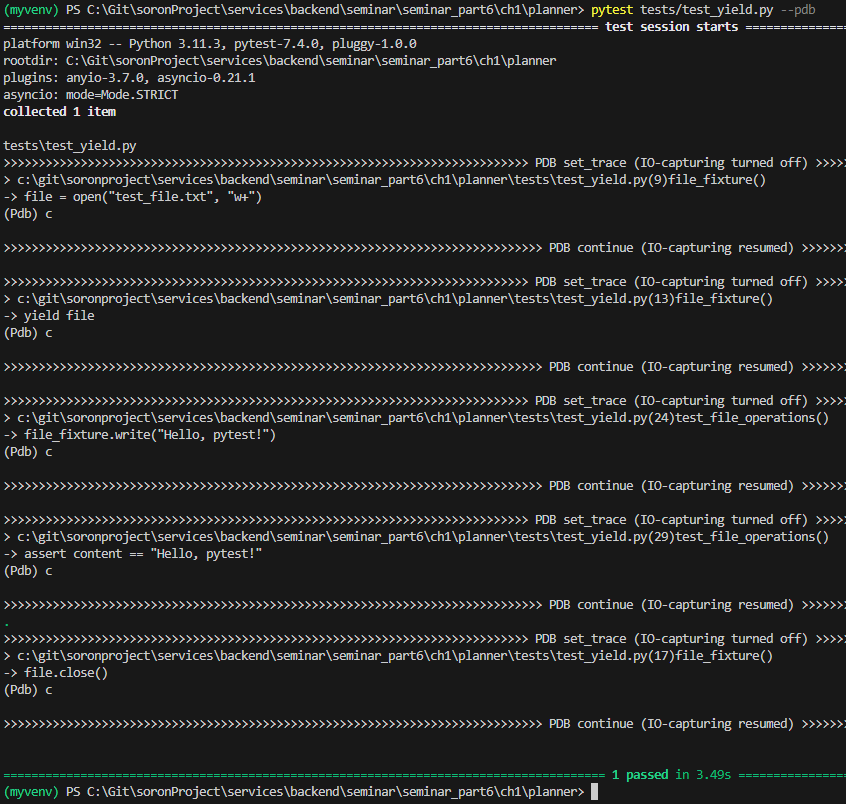 (myvenv) PS C:\Git\soronProject\services\backend\seminar\seminar_part6\ch1\planner> pytest tests/test_yield.py --pdb
===================================================================================== test session starts ==============
platform win32 -- Python 3.11.3, pytest-7.4.0, pluggy-1.0.0
rootdir: C:\Git\soronProject\services\backend\seminar\seminar_part6\ch1\planner
plugins: anyio-3.7.0, asyncio-0.21.1
asyncio: mode=Mode.STRICT
collected 1 item
tests\test_yield.py
>>>>>>>>>>>>>>>>>>>>>>>>>>>>>>>>>>>>>>>>>>>>>>>>>>>>>>>>>>>>>>>>>>>>>>>>>>> PDB set_trace (IO-capturing turned off) >>>>>
> c:\git\soronproject\services\backend\seminar\seminar_part6\ch1\planner\tests\test_yield.py(9)file_fixture()
-> file = open("test_file.txt", "w+")
(Pdb) c
>>>>>>>>>>>>>>>>>>>>>>>>>>>>>>>>>>>>>>>>>>>>>>>>>>>>>>>>>>>>>>>>>>>>>>>>>>>>> PDB continue (IO-capturing resumed) >>>>>>>
>>>>>>>>>>>>>>>>>>>>>>>>>>>>>>>>>>>>>>>>>>>>>>>>>>>>>>>>>>>>>>>>>>>>>>>>>>> PDB set_trace (IO-capturing turned off) >>>>>
> c:\git\soronproject\services\backend\seminar\seminar_part6\ch1\planner\tests\test_yield.py(13)file_fixture()
-> yield file
(Pdb) c
>>>>>>>>>>>>>>>>>>>>>>>>>>>>>>>>>>>>>>>>>>>>>>>>>>>>>>>>>>>>>>>>>>>>>>>>>>>>> PDB continue (IO-capturing resumed) >>>>>>>
>>>>>>>>>>>>>>>>>>>>>>>>>>>>>>>>>>>>>>>>>>>>>>>>>>>>>>>>>>>>>>>>>>>>>>>>>>> PDB set_trace (IO-capturing turned off) >>>>>
> c:\git\soronproject\services\backend\seminar\seminar_part6\ch1\planner\tests\test_yield.py(24)test_file_operations()
-> file_fixture.write("Hello, pytest!")
(Pdb) c
>>>>>>>>>>>>>>>>>>>>>>>>>>>>>>>>>>>>>>>>>>>>>>>>>>>>>>>>>>>>>>>>>>>>>>>>>>>>> PDB continue (IO-capturing resumed) >>>>>>>
>>>>>>>>>>>>>>>>>>>>>>>>>>>>>>>>>>>>>>>>>>>>>>>>>>>>>>>>>>>>>>>>>>>>>>>>>>> PDB set_trace (IO-capturing turned off) >>>>>
> c:\git\soronproject\services\backend\seminar\seminar_part6\ch1\planner\tests\test_yield.py(29)test_file_operations()
-> assert content == "Hello, pytest!"
(Pdb) c
>>>>>>>>>>>>>>>>>>>>>>>>>>>>>>>>>>>>>>>>>>>>>>>>>>>>>>>>>>>>>>>>>>>>>>>>>>>>> PDB continue (IO-capturing resumed) >>>>>>>
.
>>>>>>>>>>>>>>>>>>>>>>>>>>>>>>>>>>>>>>>>>>>>>>>>>>>>>>>>>>>>>>>>>>>>>>>>>>> PDB set_trace (IO-capturing turned off) >>>>>
> c:\git\soronproject\services\backend\seminar\seminar_part6\ch1\planner\tests\test_yield.py(17)file_fixture()
-> file.close()
(Pdb) c
>>>>>>>>>>>>>>>>>>>>>>>>>>>>>>>>>>>>>>>>>>>>>>>>>>>>>>>>>>>>>>>>>>>>>>>>>>>>> PDB continue (IO-capturing resumed) >>>>>>>
====================================================================================== 1 passed in 3.49s ===============
(myvenv) PS C:\Git\soronProject\services\backend\seminar\seminar_part6\ch1\planner>